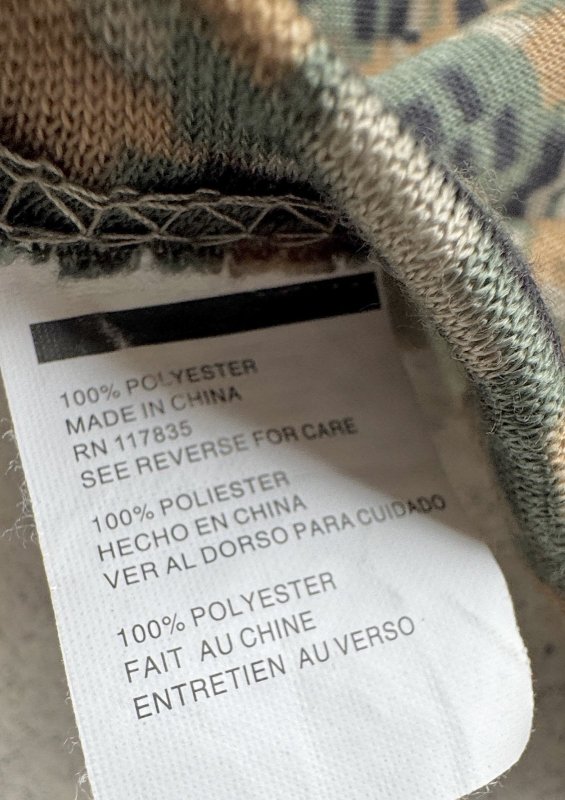 100% POLYESTER
MADE IN CHINA
RN 117835
SEE REVERSE FOR CARE
100% POLIESTER
HECHO EN CHINA
VER AL DORSO PARA CUIDADO
100% POLYESTER
FAIT AU CHINE
ENTRETIEN AU VERSO